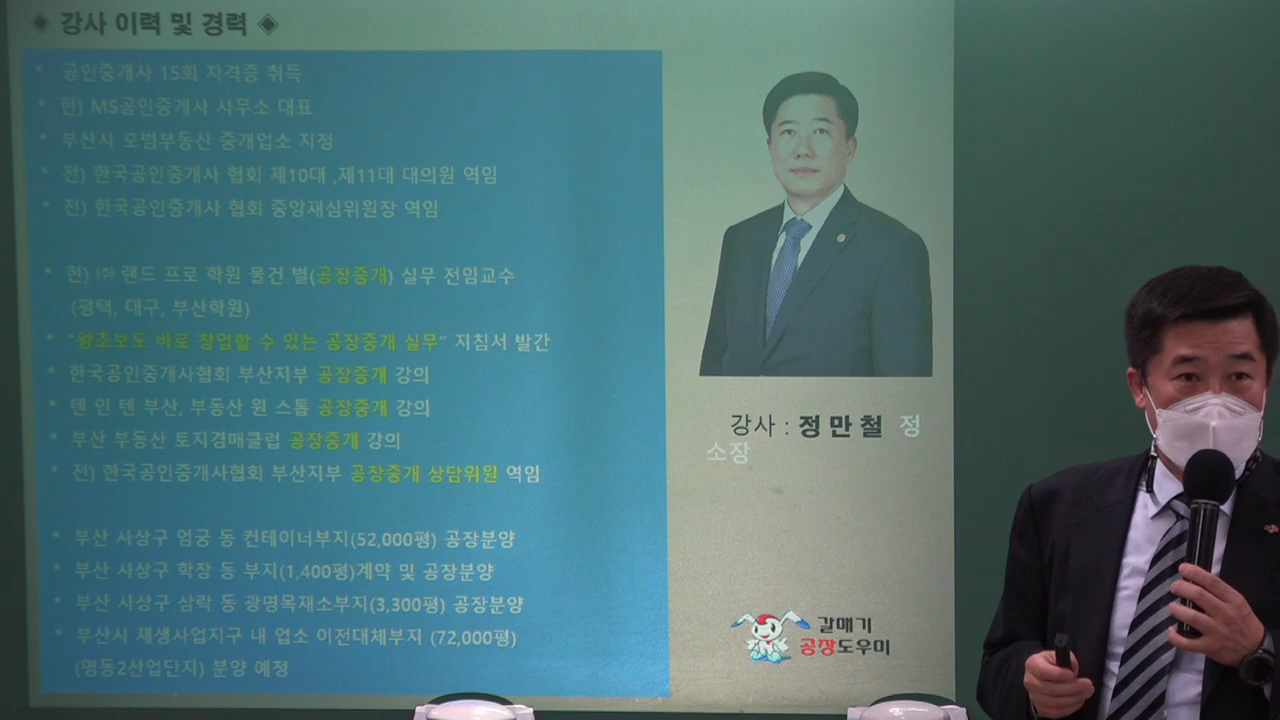 ◈ 강사 이력 및 경력 ◈
• 공인중개사 15회 자격증 취득
• 현) MS공인중개사 사무소 대표
• 부산시 모범부동산 중개업소 지정
• 전) 한국공인중개사 협회 제10대 ,제11대 대의원 역임
• 전) 한국공인중개사 협회 중앙재심위원장 역임
• 현) ㈜ 랜드 프로 학원 물건 별(공장중개) 실무 전임교수
(평택, 대구, 부산학원)
• "왕초보도 바로 창업할 수 있는 공장중개 실무" 지침서 발간
• 한국공인중개사협회 부산지부 공장중개 강의
• 텐 인 텐 부산, 부동산 원 스톱 공장중개 강의
• 부산 부동산 토지경매클럽 공장중개 강의
• 전) 한국공인중개사협회 부산지부 공장중개 상담위원 역임
• 부산 사상구 엄궁 동 컨테이너부지(52,000평) 공장분양
• 부산 사상구 학장 동 부지(1,400평)계약 및 공장분양
• 부산 사상구 삼락 동 광명목재소부지(3,300평) 공장분양
• 부산시 재생사업지구 내 업소 이전대체부지 (72,000평)
(명동2산업단지) 분양 예정
강사 : 정 만 철 정
소장
갈매기
공장도우미